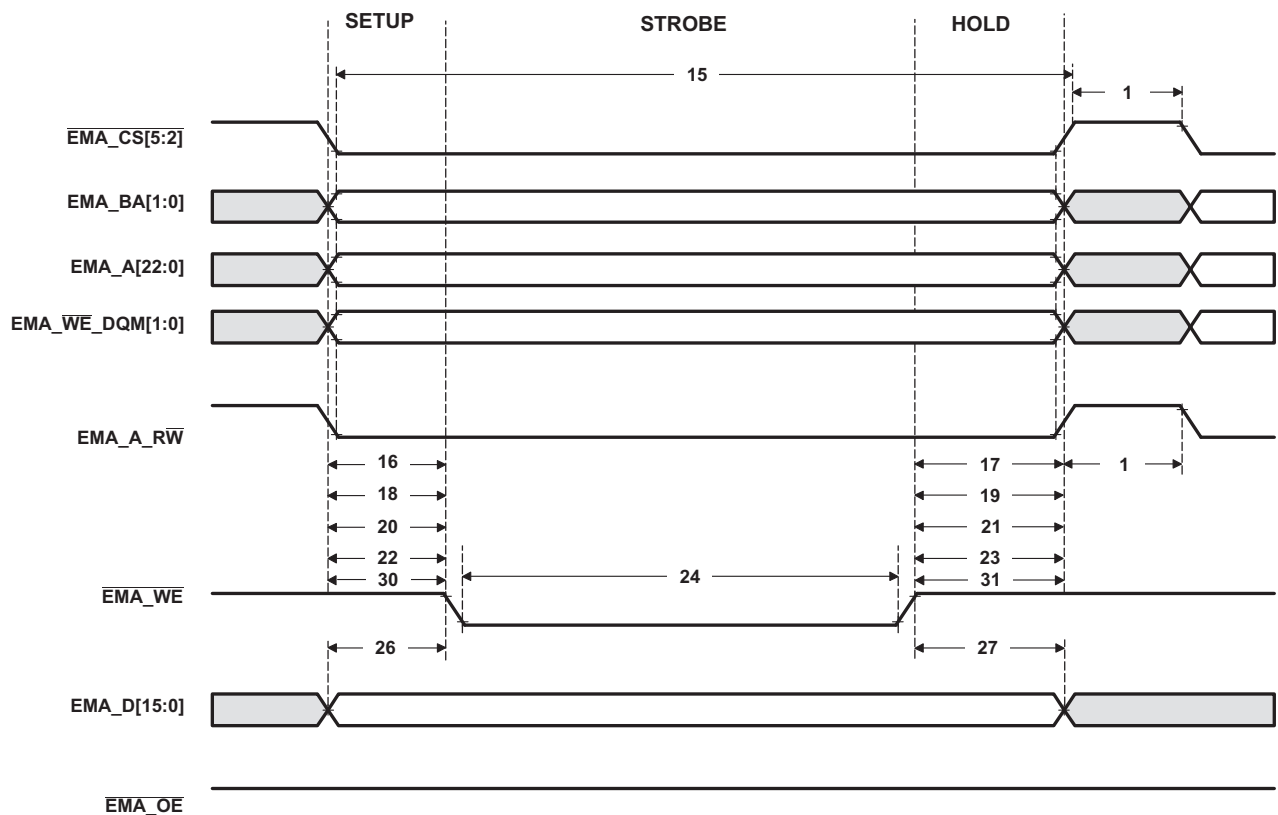 SETUP STROBE HOLD
15
1
EMA_CS[5:2]
EMA_BA[1:0]
EMA_A[22:0]
EMA_WE_DQM[1:0]
EMA_A_RW
16 17 1
18 19
20 21
22 23
30 24 31
EMA_WE
26 27
EMA_D[15:0]
EMA_OE